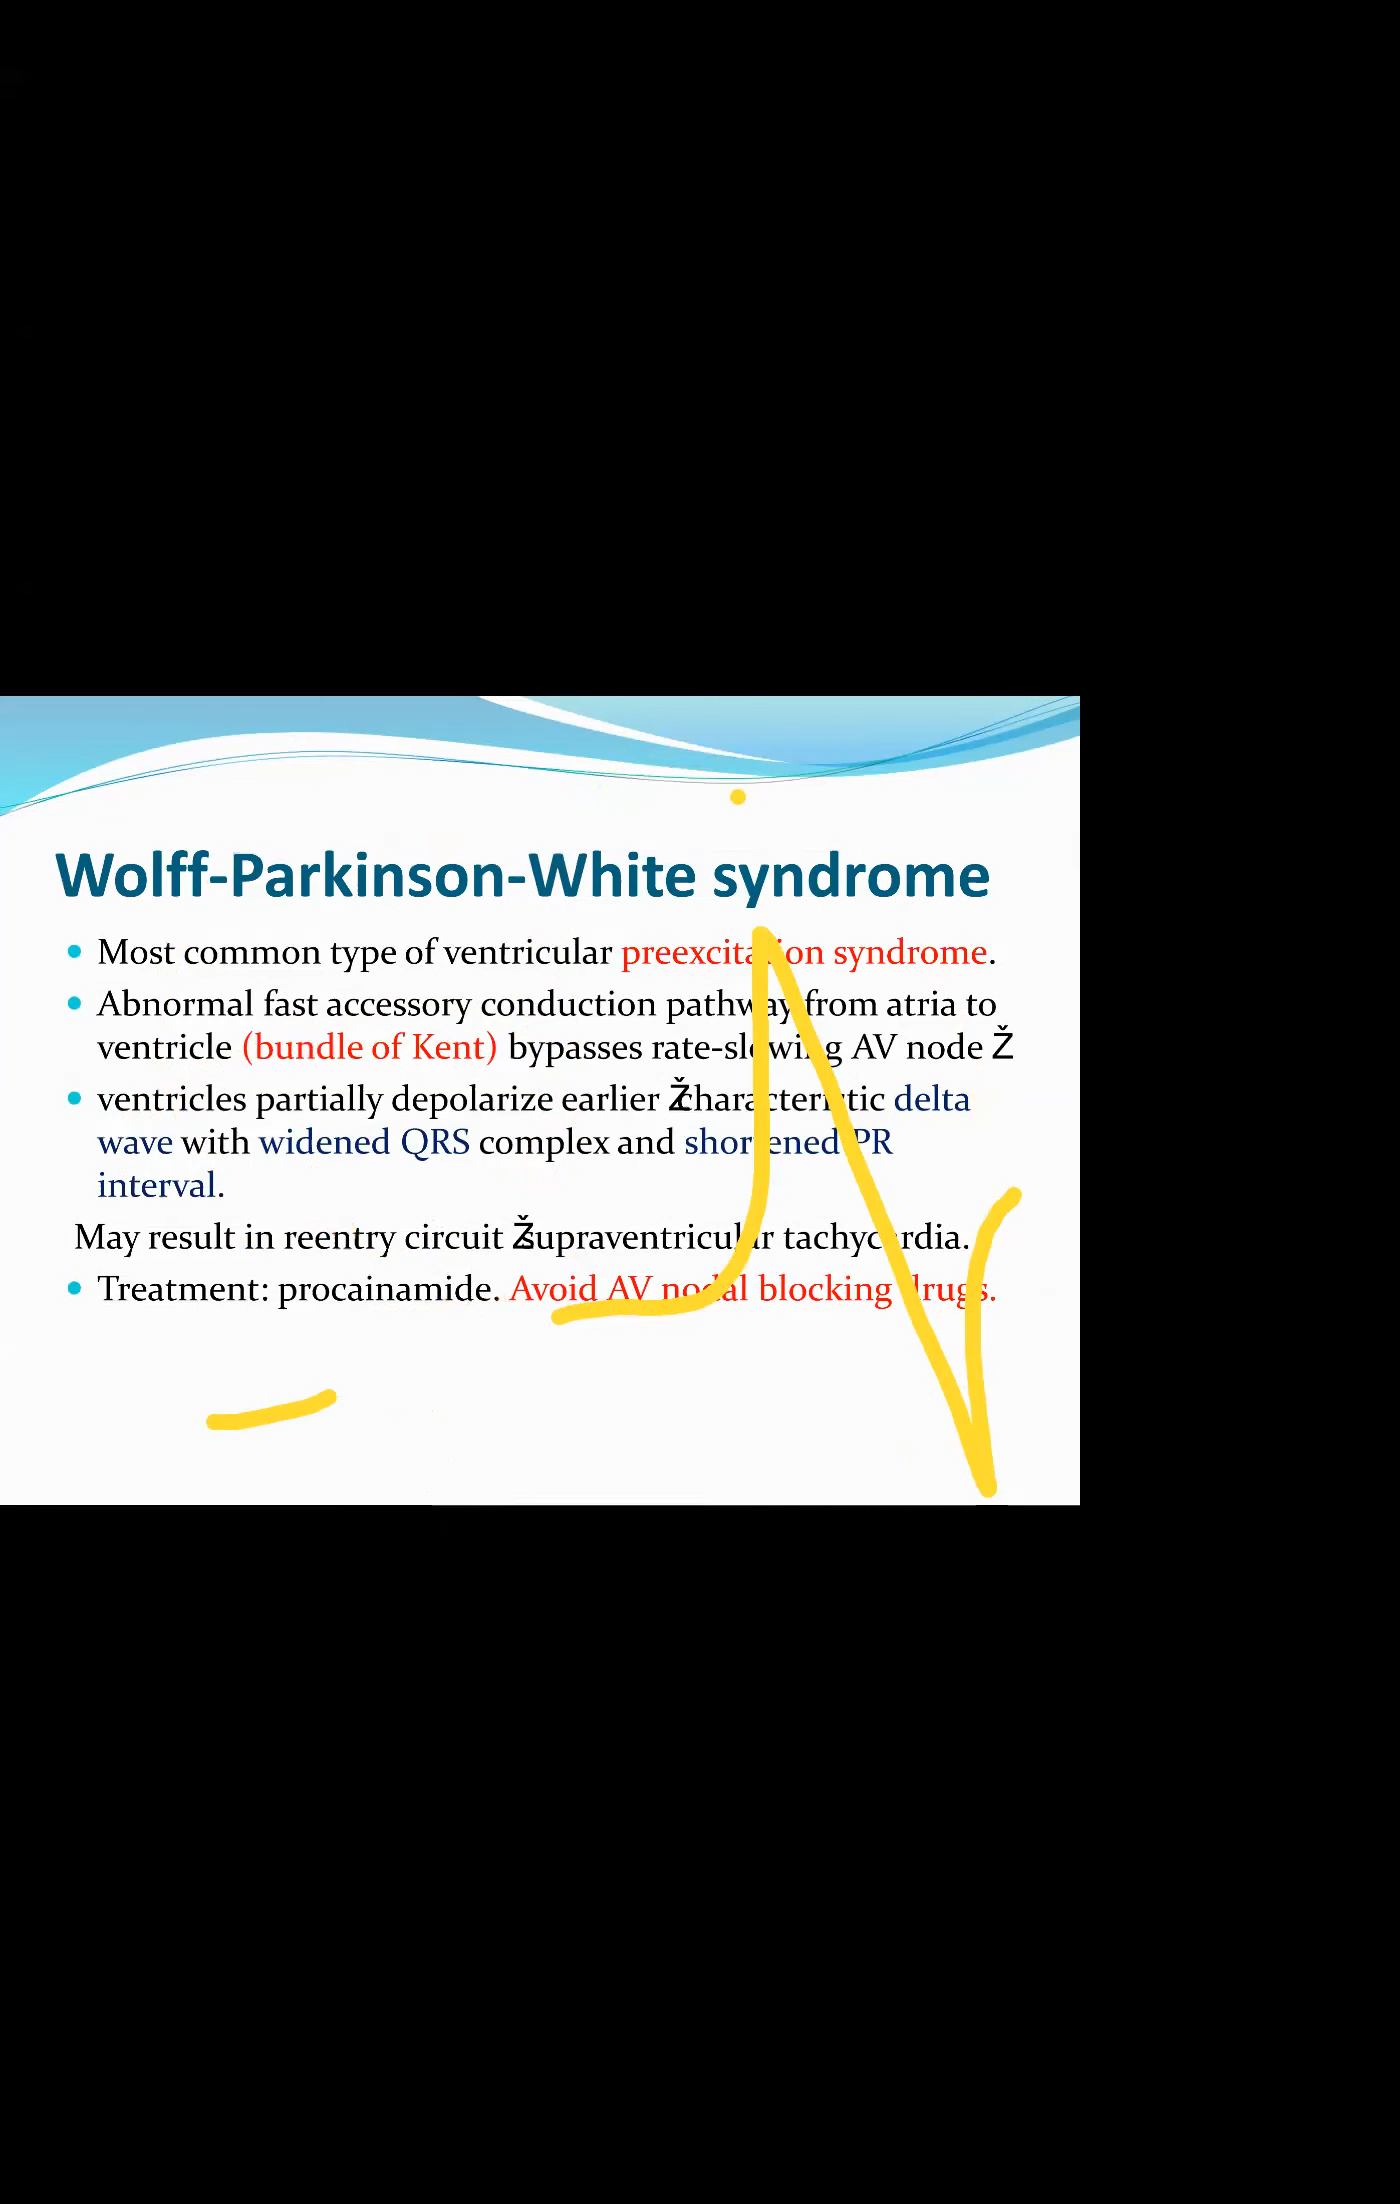 Wolff-Parkinson-White syndrome
• Most common type of ventricular preexcitation syndrome.
• Abnormal fast accessory conduction pathway from atria to
ventricle (bundle of Kent) bypasses rate-slowing AV node Ž
• ventricles partially depolarize earlier Žcharacteristic delta
wave with widened QRS complex and shortened PR
interval.
May result in reentry circuit Žsupraventricular tachycardia.
• Treatment: procainamide. Avoid AV nodal blocking drugs.